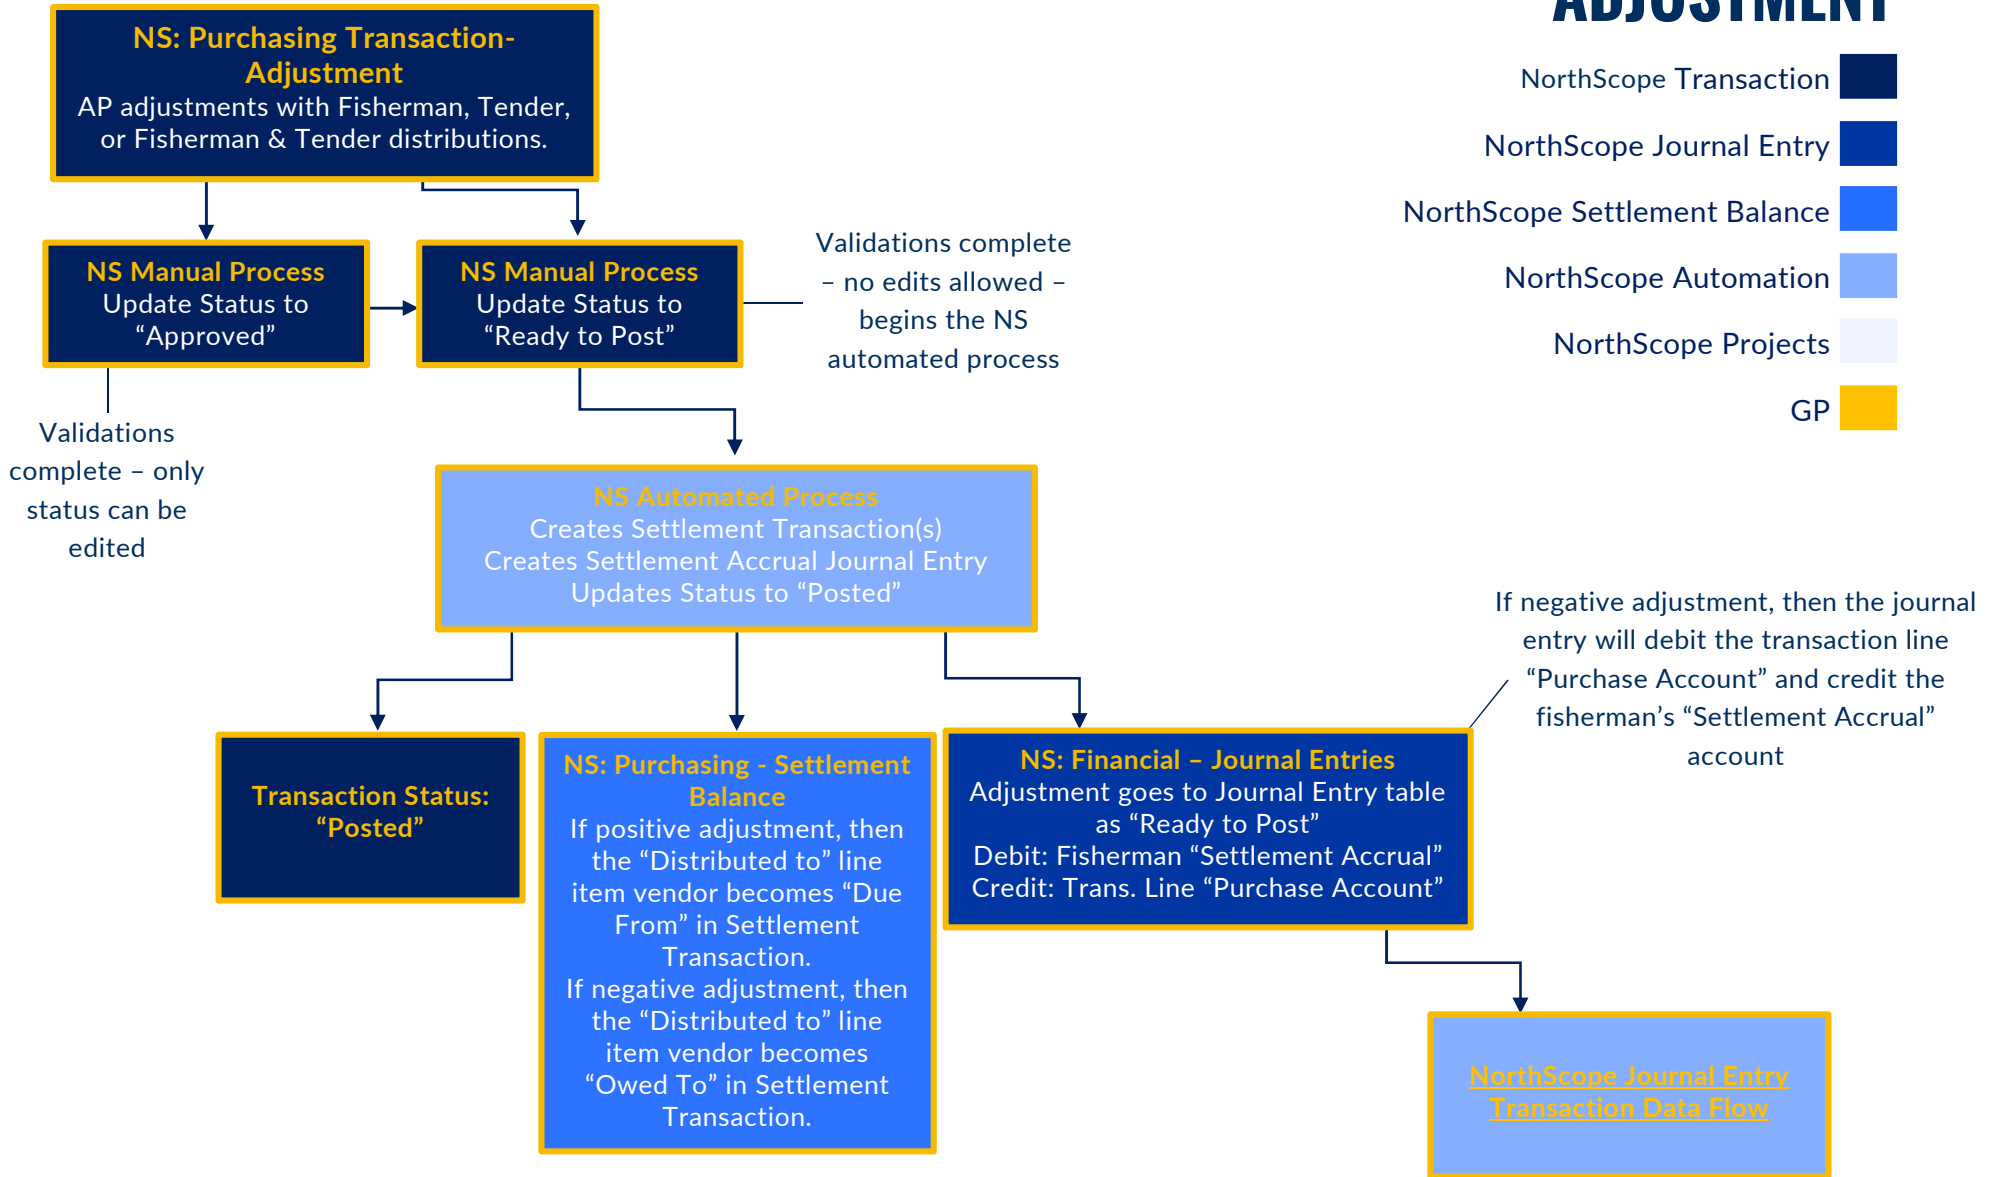 ADJUSTMENT
NS: Purchasing Transaction-
Adjustment
AP adjustments with Fisherman, Tender,
or Fisherman & Tender distributions.
NorthScope Transaction
NorthScope Journal Entry
NorthScope Settlement Balance
NorthScope Automation
NorthScope Projects
GP
NS Manual Process
Update Status to
“Approved”
NS Manual Process
Update Status to
“Ready to Post”
Validations complete
– no edits allowed –
begins the NS
automated process
Validations
complete – only
status can be
edited
NS Automated Process
Creates Settlement Transaction(s)
Creates Settlement Accrual Journal Entry
Updates Status to “Posted”
If negative adjustment, then the journal
entry will debit the transaction line
“Purchase Account” and credit the
fisherman’s “Settlement Accrual”
account
Transaction Status:
“Posted”
NS: Purchasing - Settlement
Balance
If positive adjustment, then
the “Distributed to” line
item vendor becomes “Due
From” in Settlement
Transaction.
If negative adjustment, then
the “Distributed to” line
item vendor becomes
“Owed To” in Settlement
Transaction.
NS: Financial – Journal Entries
Adjustment goes to Journal Entry table
as “Ready to Post”
Debit: Fisherman “Settlement Accrual”
Credit: Trans. Line “Purchase Account”
NorthScope Journal Entry
Transaction Data Flow